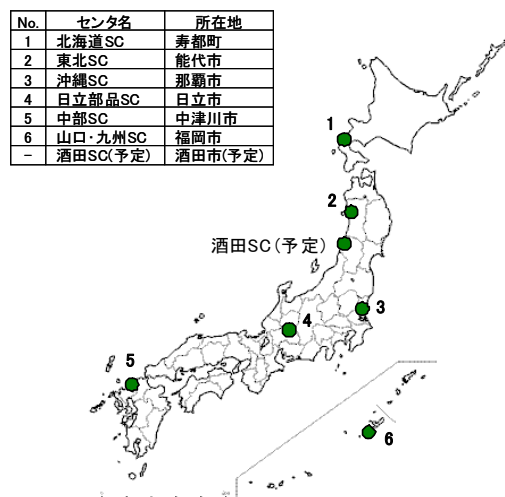 No. センタ名 所在地
1 北海道SC 寿都町
2 東北SC 能代市
3 沖縄SC 那覇市
4 日立部品SC 日立市
5 中部SC 中津川市
6 山口・九州SC 福岡市
− 酒田SC(予定) 酒田市(予定)
1
2
酒田SC(予定)
3
4
5
6